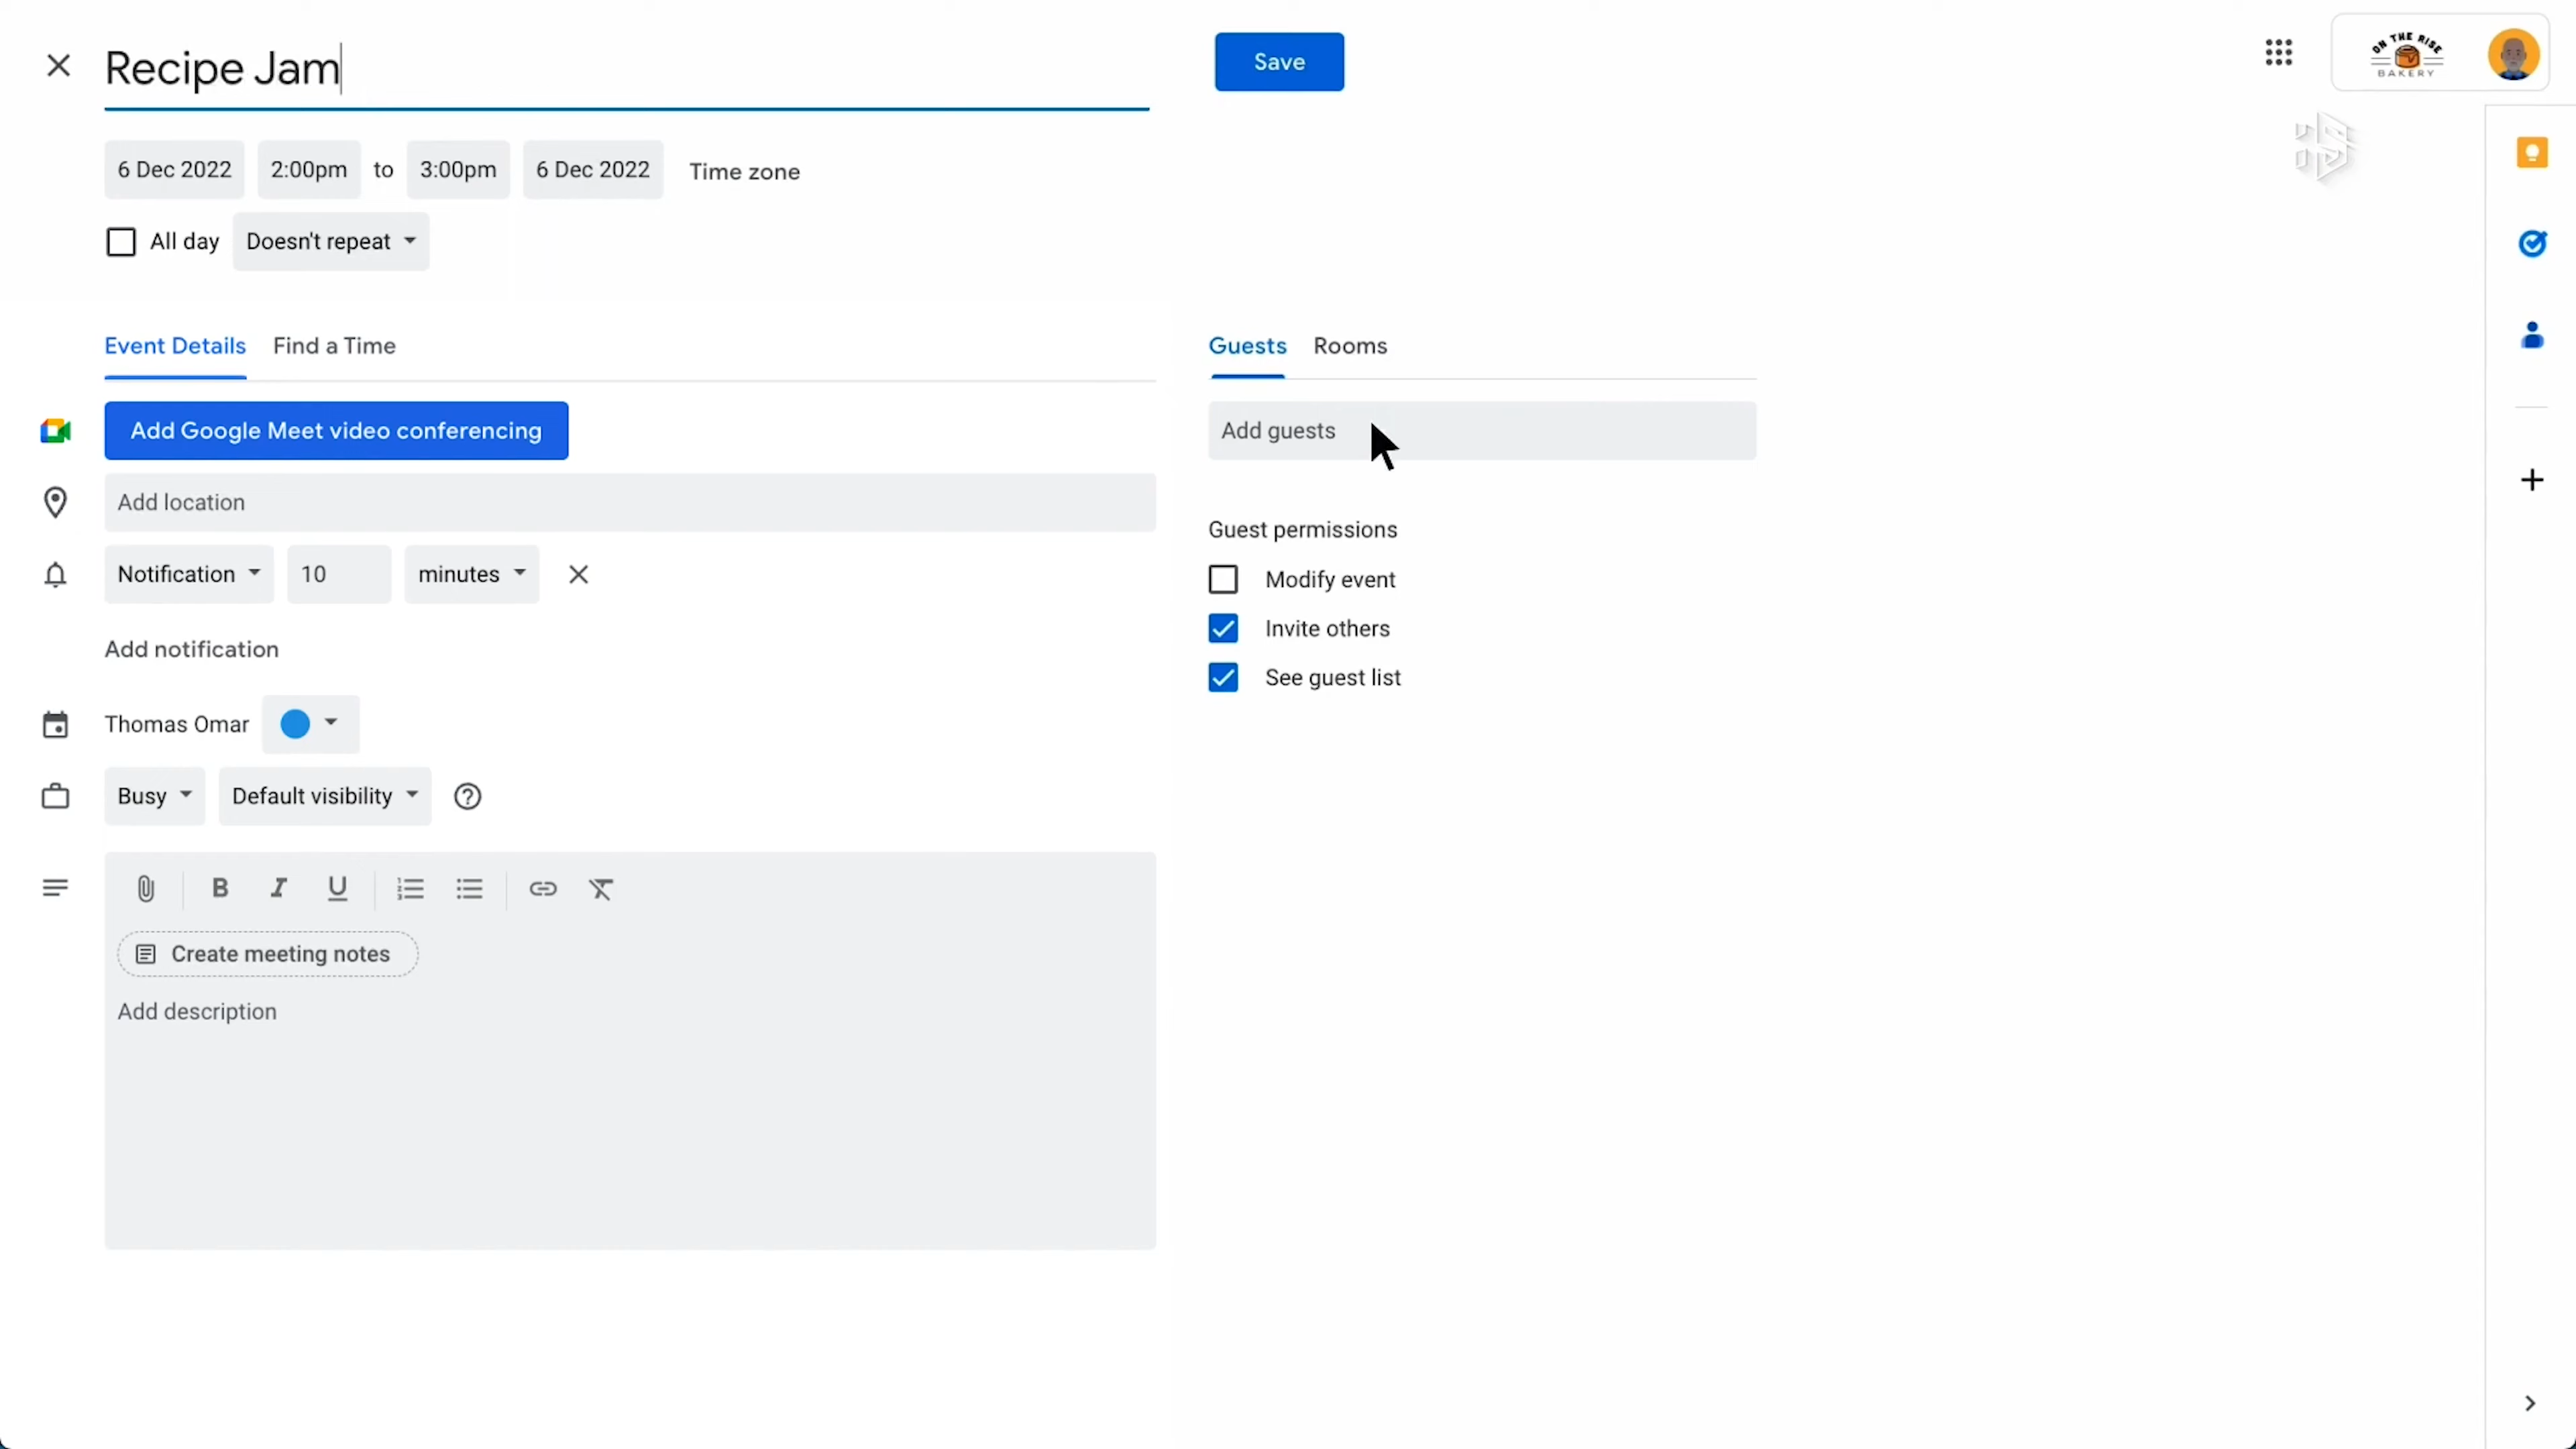 Recipe Jam
Save
ON THE RISE
BAKERY
6 Dec 2022 2:00pm to 3:00pm 6 Dec 2022 Time zone
All day Doesn't repeat
Event Details Find a Time
Guests Rooms
Add Google Meet video conferencing
Add guests
Add location
Guest permissions
Notification 10 minutes
Modify event
Invite others
Add notification
See guest list
Thomas Omar
Busy Default visibility
Create meeting notes
Add description